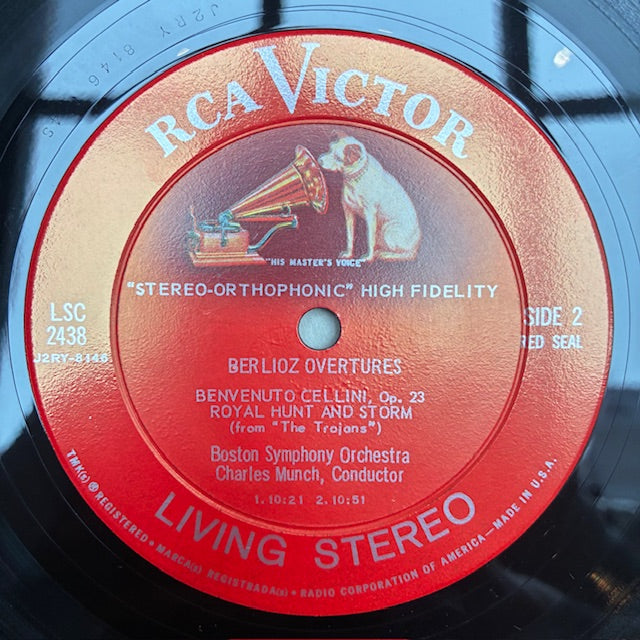 J2RY 8146
RCA VICTOR
"HIS MASTER'S VOICE"
"STEREO-ORTHOPHONIC" HIGH FIDELITY
LSC
2438
J2RY-8146
SIDE 2
RED SEAL
BERLIOZ OVERTURES
BENVENUTO CELLINI, Op. 23
ROYAL HUNT AND STORM
(from "The Trojans")
Boston Symphony Orchestra
Charles Munch, Conductor
1. 10:21 2. 10:51
LIVING STEREO
TMK(s) ® REGISTERED • MARCA(s) REGISTRADA(s) • RADIO CORPORATION OF AMERICA—MADE IN U.S.A.